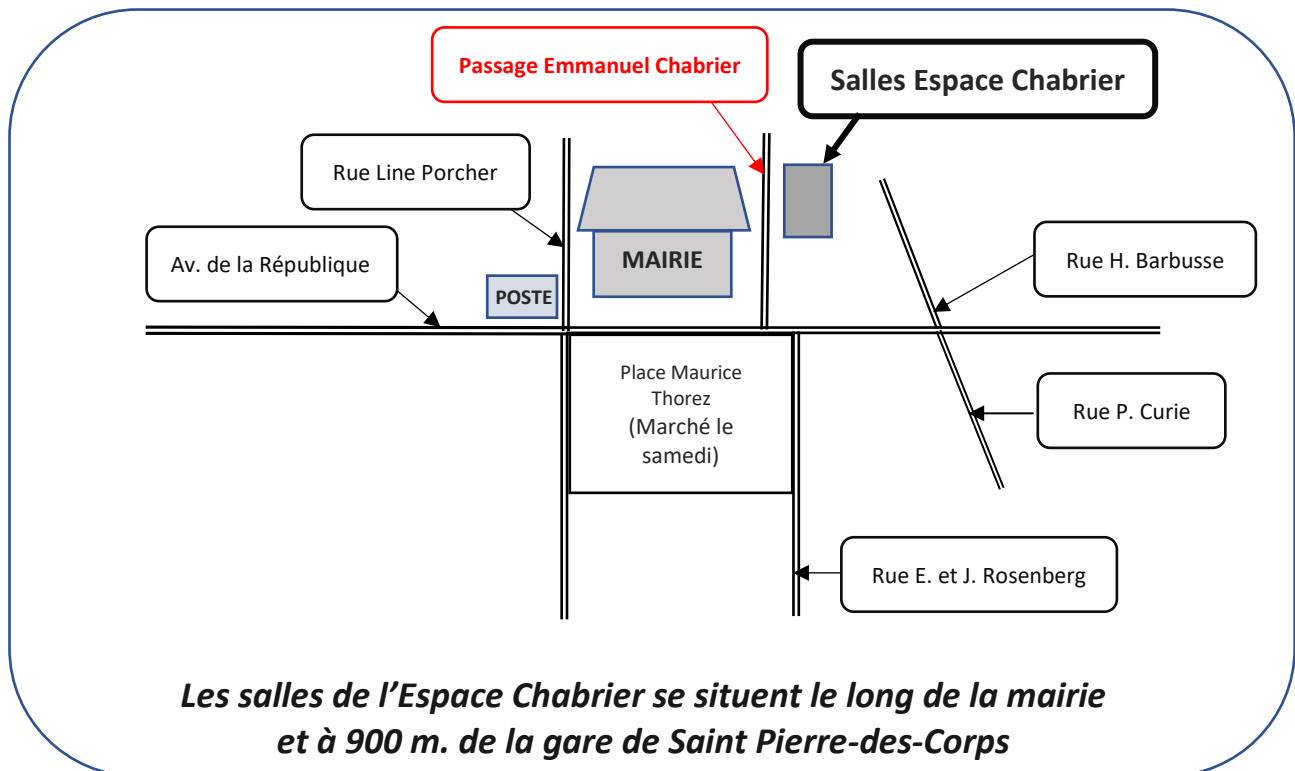 Passage Emmanuel Chabrier
Salles Espace Chabrier
Rue Line Porcher
Av. de la République
MAIRIE
POSTE
Rue H. Barbusse
Place Maurice
Thorez
(Marché le
samedi)
Rue P. Curie
Rue E. et J. Rosenberg
Les salles de l’Espace Chabrier se situent le long de la mairie
et à 900 m. de la gare de Saint Pierre-des-Corps